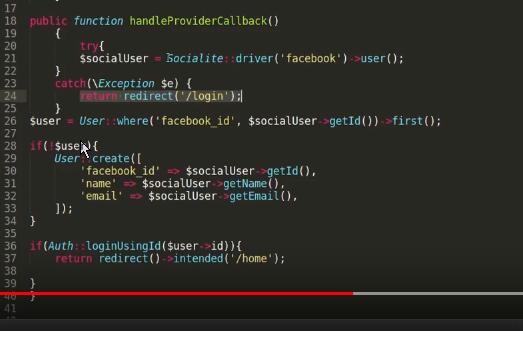 17
18 public function handleProviderCallback()
19 {
20 try{
21 $socialUser = Socialite::driver('facebook')->user();
22 }
23 catch(\Exception $e) {
24 return redirect('/login');
25 }
26 $user = User::where('facebook_id', $socialUser->getId())->first();
27
28 if(!$user){
29 User::create([
30 'facebook_id' => $socialUser->getId(),
31 'name' => $socialUser->getName(),
32 'email' => $socialUser->getEmail(),
33 ]);
34 }
35
36 if(Auth::loginUsingId($user->id)){
37 return redirect()->intended('/home');
38
39 }
40 }
41